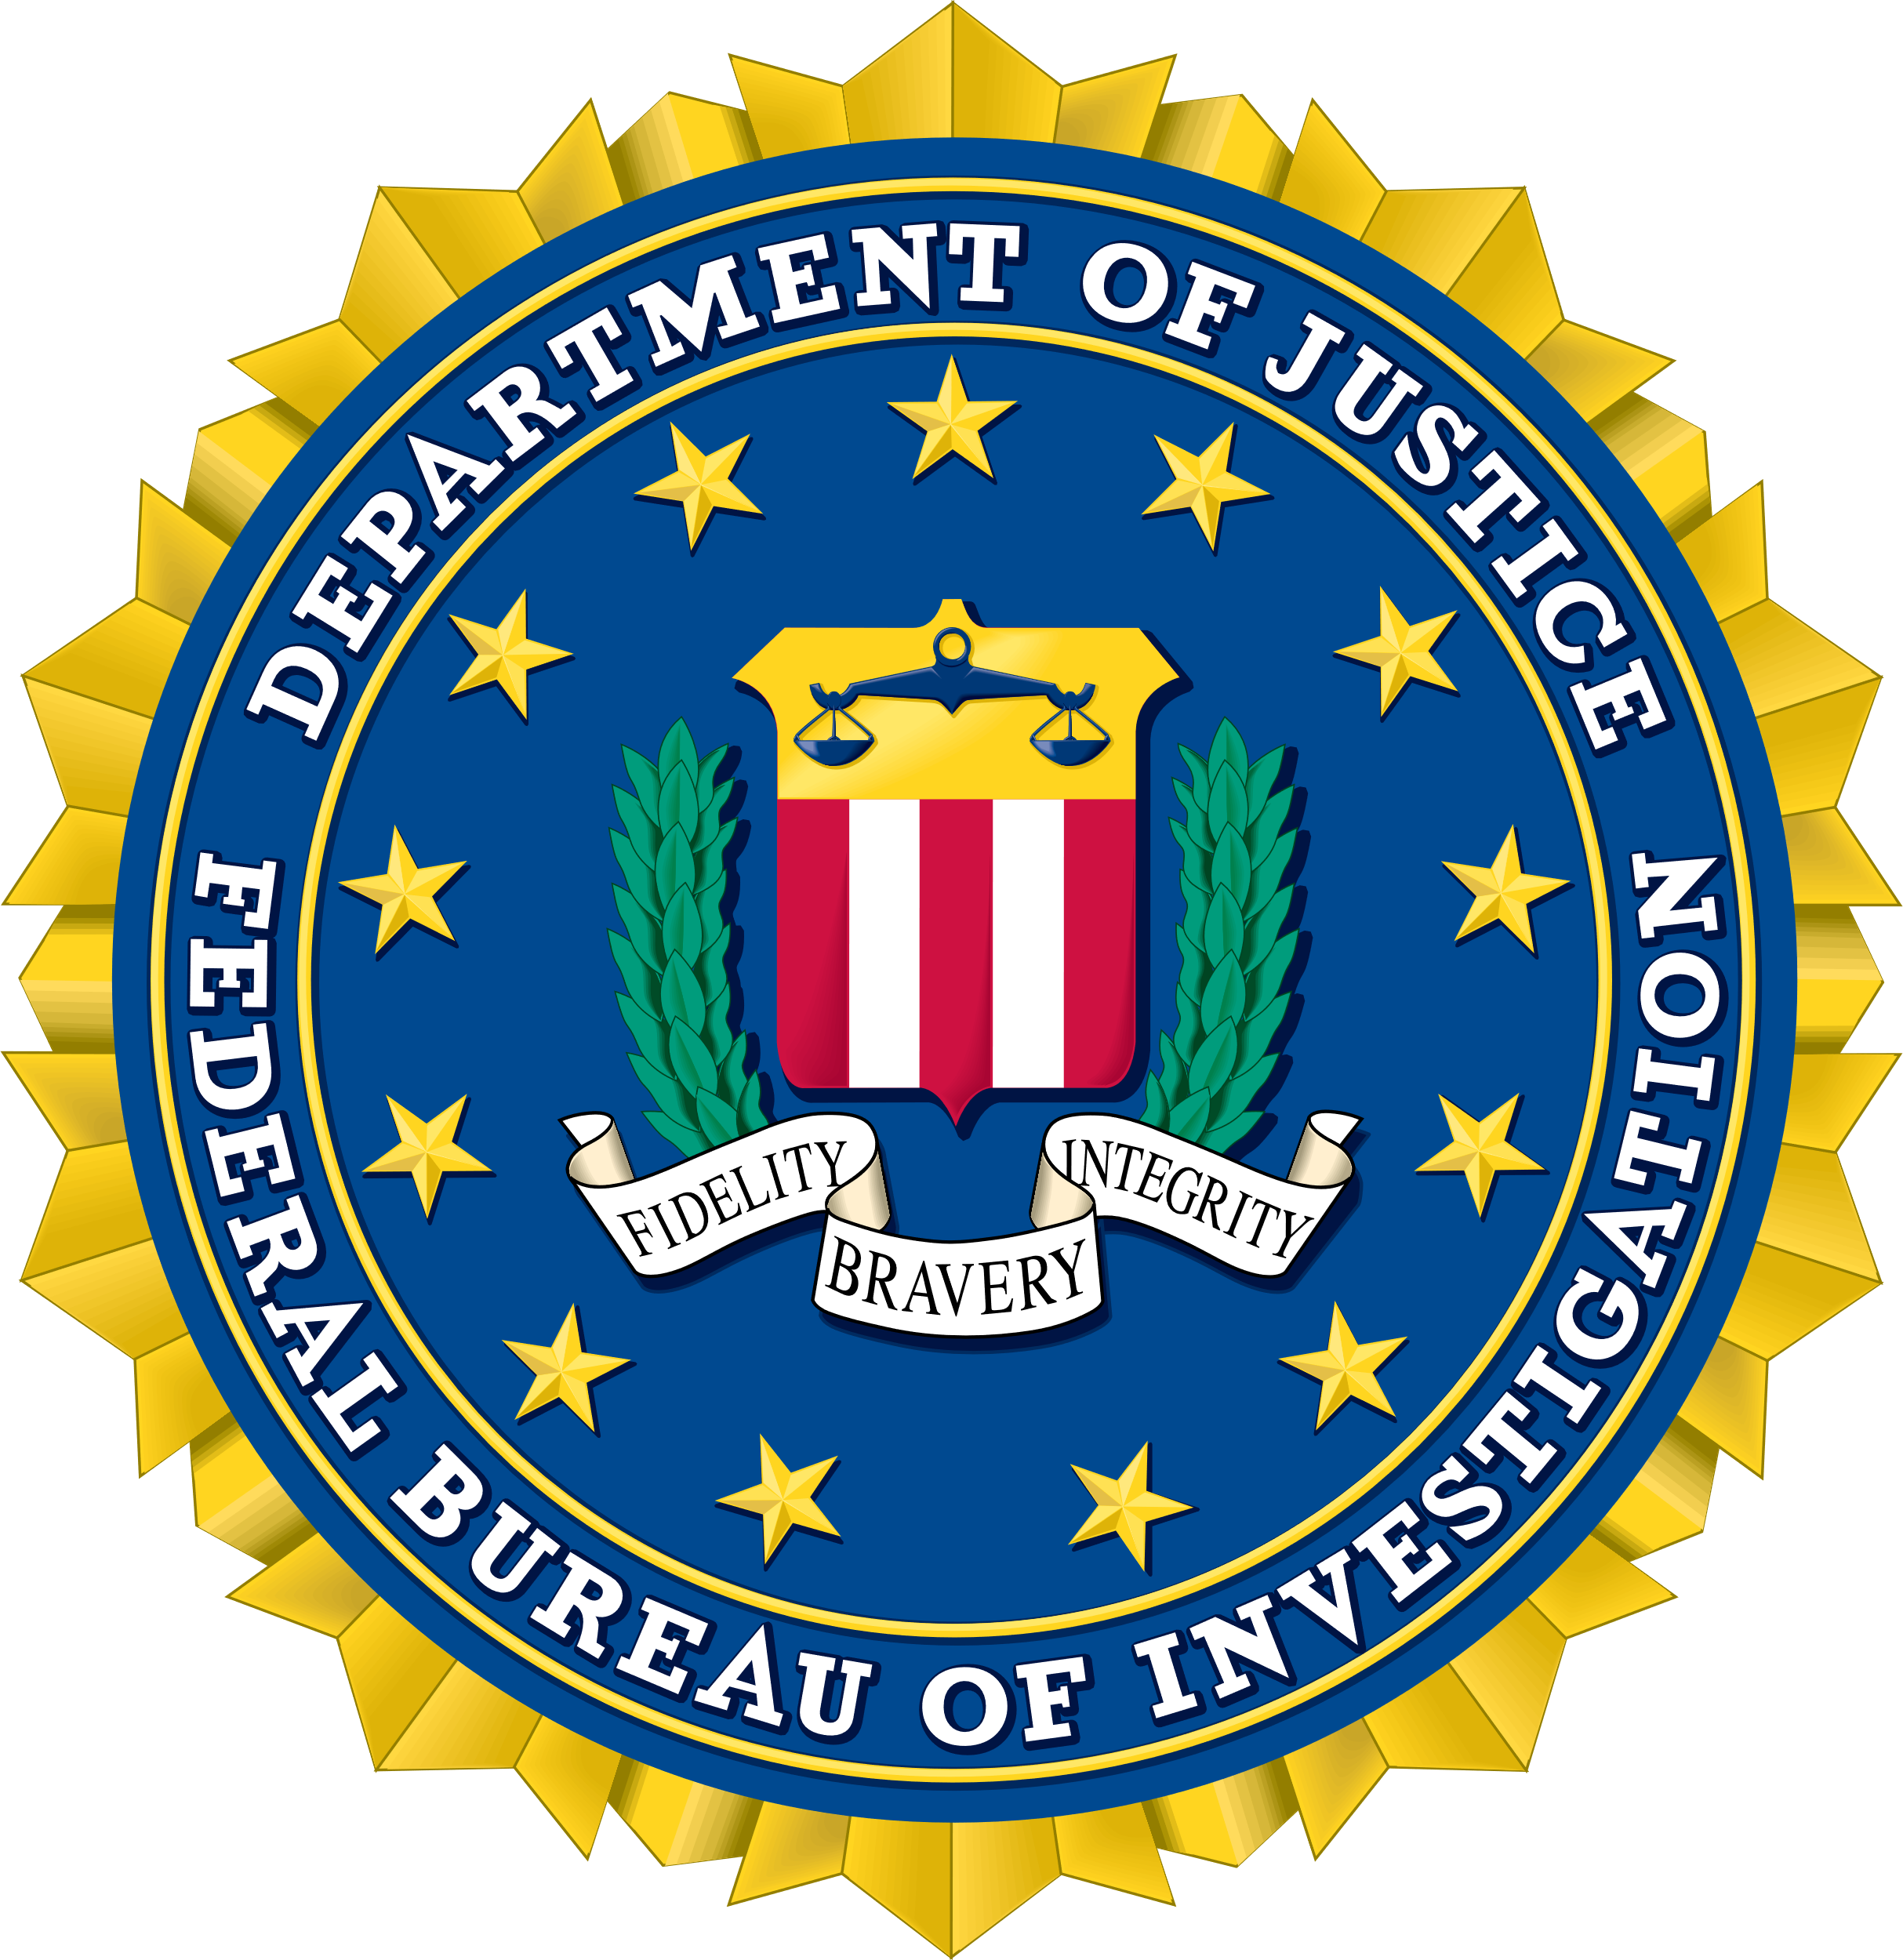 DEPARTMENT OF JUSTICE
FIDELITY
BRAVERY
INTEGRITY
FEDERAL BUREAU OF INVESTIGATION